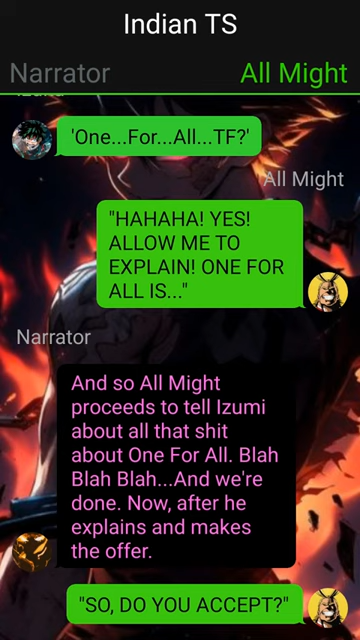 Indian TS
Narrator
All Might
'One...For...All...TF?'
All Might
"HAHAHA! YES!
ALLOW ME TO
EXPLAIN! ONE FOR
ALL IS..."
Narrator
And so All Might
proceeds to tell Izumi
about all that shit
about One For All. Blah
Blah Blah...And we're
done. Now, after he
explains and makes
the offer.
"SO, DO YOU ACCEPT?"